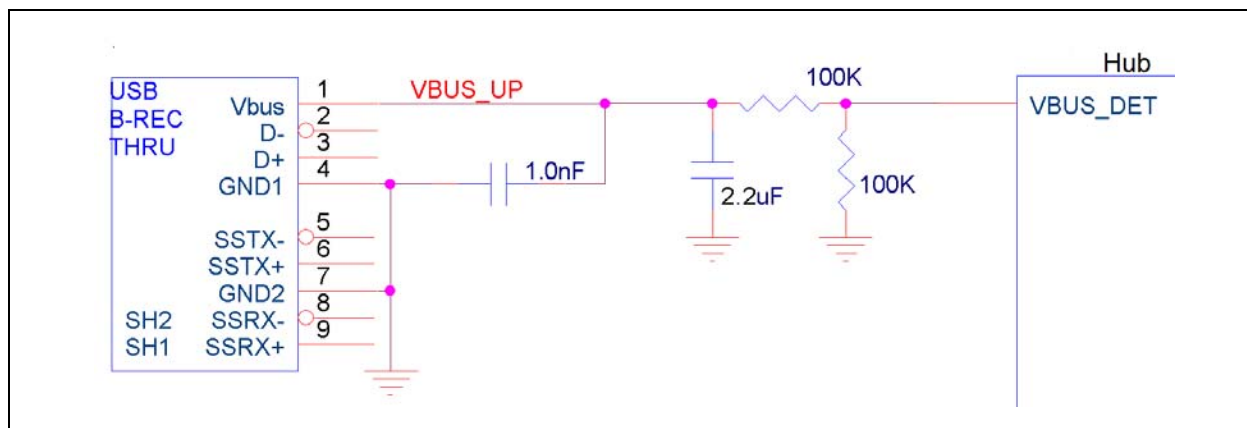 Hub
USB
B-REC
THRU
Vbus 1 VBUS_UP
D- 2
D+ 3
GND1 4
1.0nF
2.2uF
100K
100K
VBUS_DET
SSTX- 5
SSTX+ 6
GND2 7
SH2 SSRX- 8
SH1 SSRX+ 9